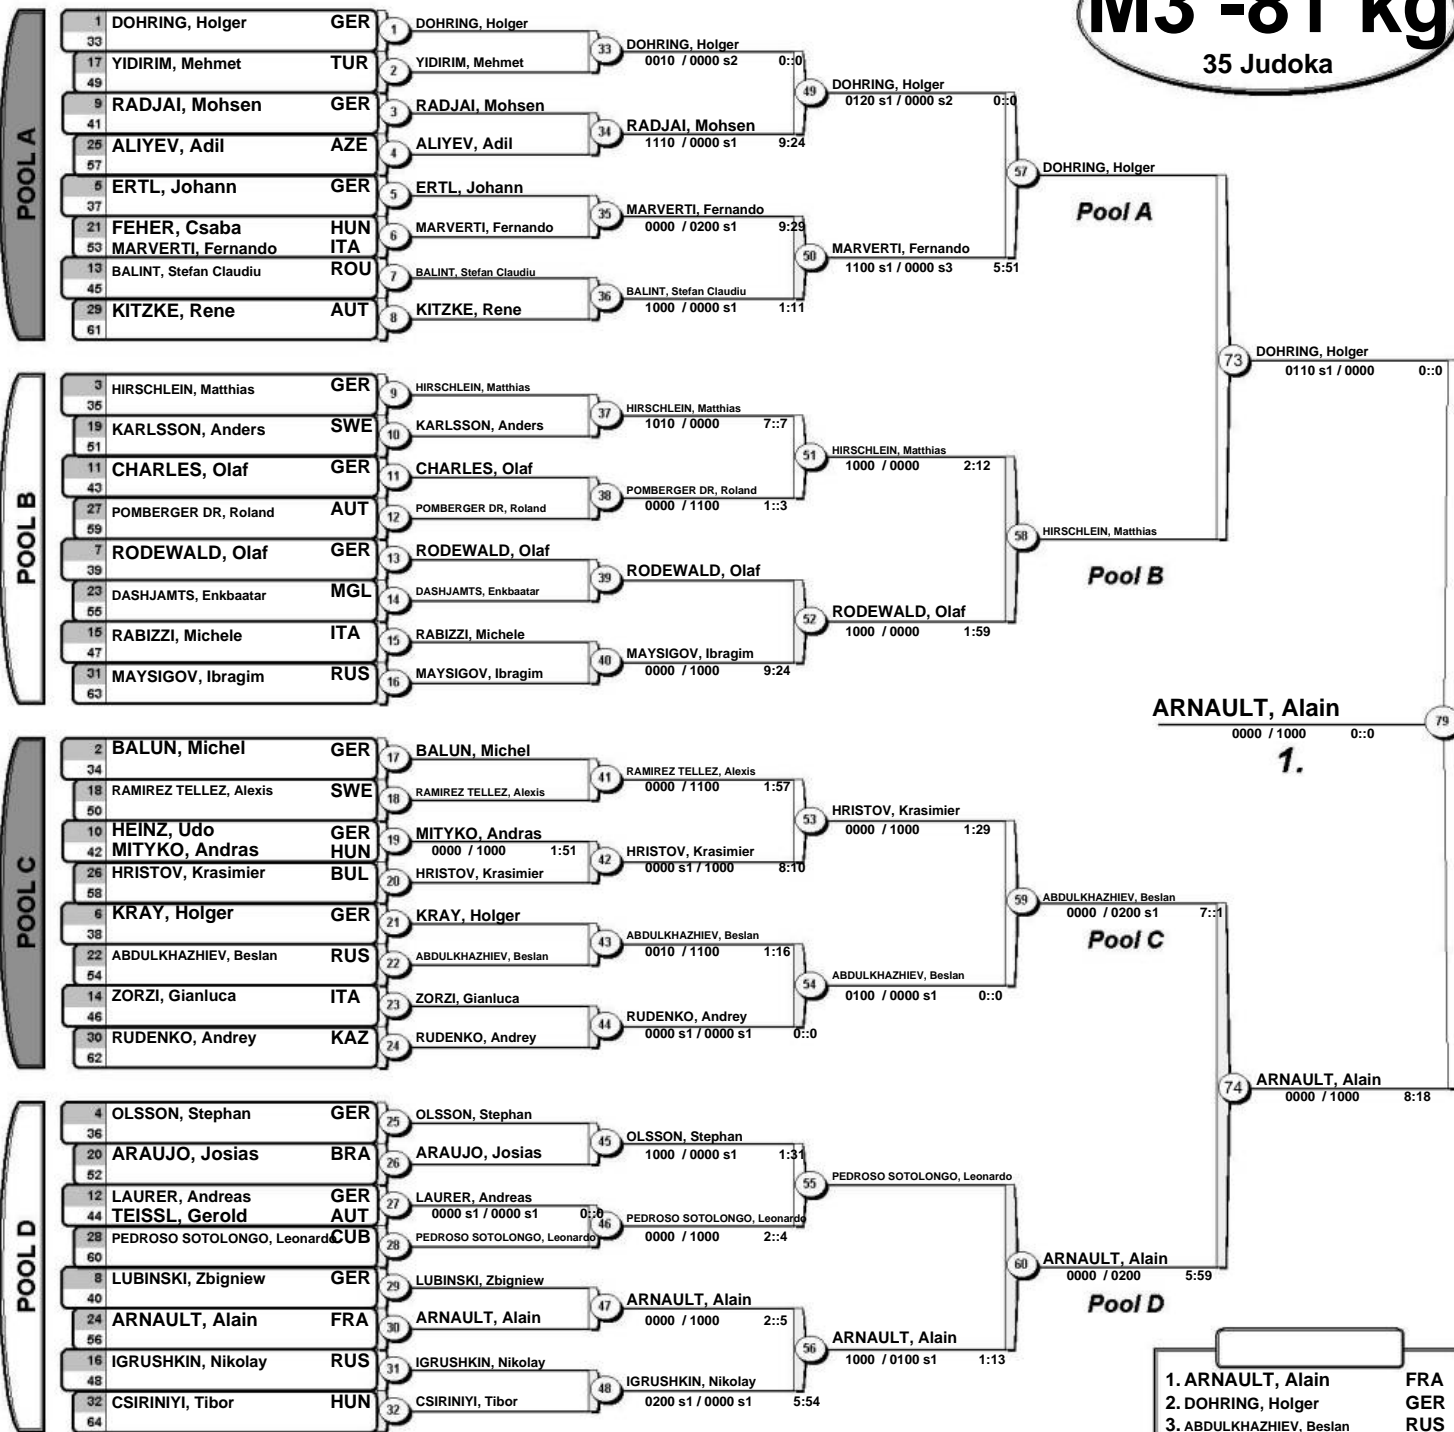 M3 -81 kg
35 Judoka
POOL A
1 DOHRING, Holger GER
33
17 YIDIRIM, Mehmet TUR
49
9 RADJAI, Mohsen GER
41
25 ALIYEV, Adil AZE
57
5 ERTL, Johann GER
37
21 FEHER, Csaba HUN
53 MARVERTI, Fernando ITA
13 BALINT, Stefan Claudiu ROU
45
29 KITZKE, Rene AUT
61
1 DOHRING, Holger
2 YIDIRIM, Mehmet
3 RADJAI, Mohsen
4 ALIYEV, Adil
5 ERTL, Johann
6 MARVERTI, Fernando
7 BALINT, Stefan Claudiu
8 KITZKE, Rene
33 DOHRING, Holger
0010 / 0000 s2 0::0
34 RADJAI, Mohsen
1110 / 0000 s1 9:24
35 MARVERTI, Fernando
0000 / 0200 s1 9:29
36 BALINT, Stefan Claudiu
1000 / 0000 s1 1:11
49 DOHRING, Holger
0120 s1 / 0000 s2 0::0
50 MARVERTI, Fernando
1100 s1 / 0000 s3 5:51
57 DOHRING, Holger
Pool A
POOL B
3 HIRSCHLEIN, Matthias GER
35
19 KARLSSON, Anders SWE
51
11 CHARLES, Olaf GER
43
27 POMBERGER DR, Roland AUT
59
7 RODEWALD, Olaf GER
39
23 DASHJAMTS, Enkbaatar MGL
55
15 RABIZZI, Michele ITA
47
31 MAYSIGOV, Ibragim RUS
63
9 HIRSCHLEIN, Matthias
10 KARLSSON, Anders
11 CHARLES, Olaf
12 POMBERGER DR, Roland
13 RODEWALD, Olaf
14 DASHJAMTS, Enkbaatar
15 RABIZZI, Michele
16 MAYSIGOV, Ibragim
37 HIRSCHLEIN, Matthias
1010 / 0000 7::7
38 POMBERGER DR, Roland
0000 / 1100 1::3
39 RODEWALD, Olaf
40 MAYSIGOV, Ibragim
0000 / 1000 9:24
51 HIRSCHLEIN, Matthias
1000 / 0000 2:12
52 RODEWALD, Olaf
1000 / 0000 1:59
58 HIRSCHLEIN, Matthias
Pool B
73 DOHRING, Holger
0110 s1 / 0000 0::0
ARNAULT, Alain 79
0000 / 1000 0::0
1.
POOL C
2 BALUN, Michel GER
34
18 RAMIREZ TELLEZ, Alexis SWE
50
10 HEINZ, Udo GER
42 MITYKO, Andras HUN
26 HRISTOV, Krasimier BUL
58
6 KRAY, Holger GER
38
22 ABDULKHAZHIEV, Beslan RUS
54
14 ZORZI, Gianluca ITA
46
30 RUDENKO, Andrey KAZ
62
17 BALUN, Michel
18 RAMIREZ TELLEZ, Alexis
19 MITYKO, Andras
0000 / 1000 1:51
20 HRISTOV, Krasimier
21 KRAY, Holger
22 ABDULKHAZHIEV, Beslan
23 ZORZI, Gianluca
24 RUDENKO, Andrey
41 RAMIREZ TELLEZ, Alexis
0000 / 1100 1:57
42 HRISTOV, Krasimier
0000 s1 / 1000 8:10
43 ABDULKHAZHIEV, Beslan
0010 / 1100 1:16
44 RUDENKO, Andrey
0000 s1 / 0000 s1 0::0
53 HRISTOV, Krasimier
0000 / 1000 1:29
54 ABDULKHAZHIEV, Beslan
0100 / 0000 s1 0::0
59 ABDULKHAZHIEV, Beslan
0000 / 0200 s1 7::1
Pool C
POOL D
4 OLSSON, Stephan GER
36
20 ARAUJO, Josias BRA
52
12 LAURER, Andreas GER
44 TEISSL, Gerold AUT
28 PEDROSO SOTOLONGO, Leonardo CUB
60
8 LUBINSKI, Zbigniew GER
40
24 ARNAULT, Alain FRA
56
16 IGRUSHKIN, Nikolay RUS
48
32 CSIRINIYI, Tibor HUN
64
25 OLSSON, Stephan
26 ARAUJO, Josias
27 LAURER, Andreas
0000 s1 / 0000 s1 0::0
28 PEDROSO SOTOLONGO, Leonardo
29 LUBINSKI, Zbigniew
30 ARNAULT, Alain
31 IGRUSHKIN, Nikolay
32 CSIRINIYI, Tibor
45 OLSSON, Stephan
1000 / 0000 s1 1:31
46 PEDROSO SOTOLONGO, Leonardo
0000 / 1000 2::4
47 ARNAULT, Alain
0000 / 1000 2::5
48 IGRUSHKIN, Nikolay
0200 s1 / 0000 s1 5:54
55 PEDROSO SOTOLONGO, Leonardo
56 ARNAULT, Alain
1000 / 0100 s1 1:13
60 ARNAULT, Alain
0000 / 0200 5:59
Pool D
74 ARNAULT, Alain
0000 / 1000 8:18
1. ARNAULT, Alain FRA
2. DOHRING, Holger GER
3. ABDULKHAZHIEV, Beslan RUS